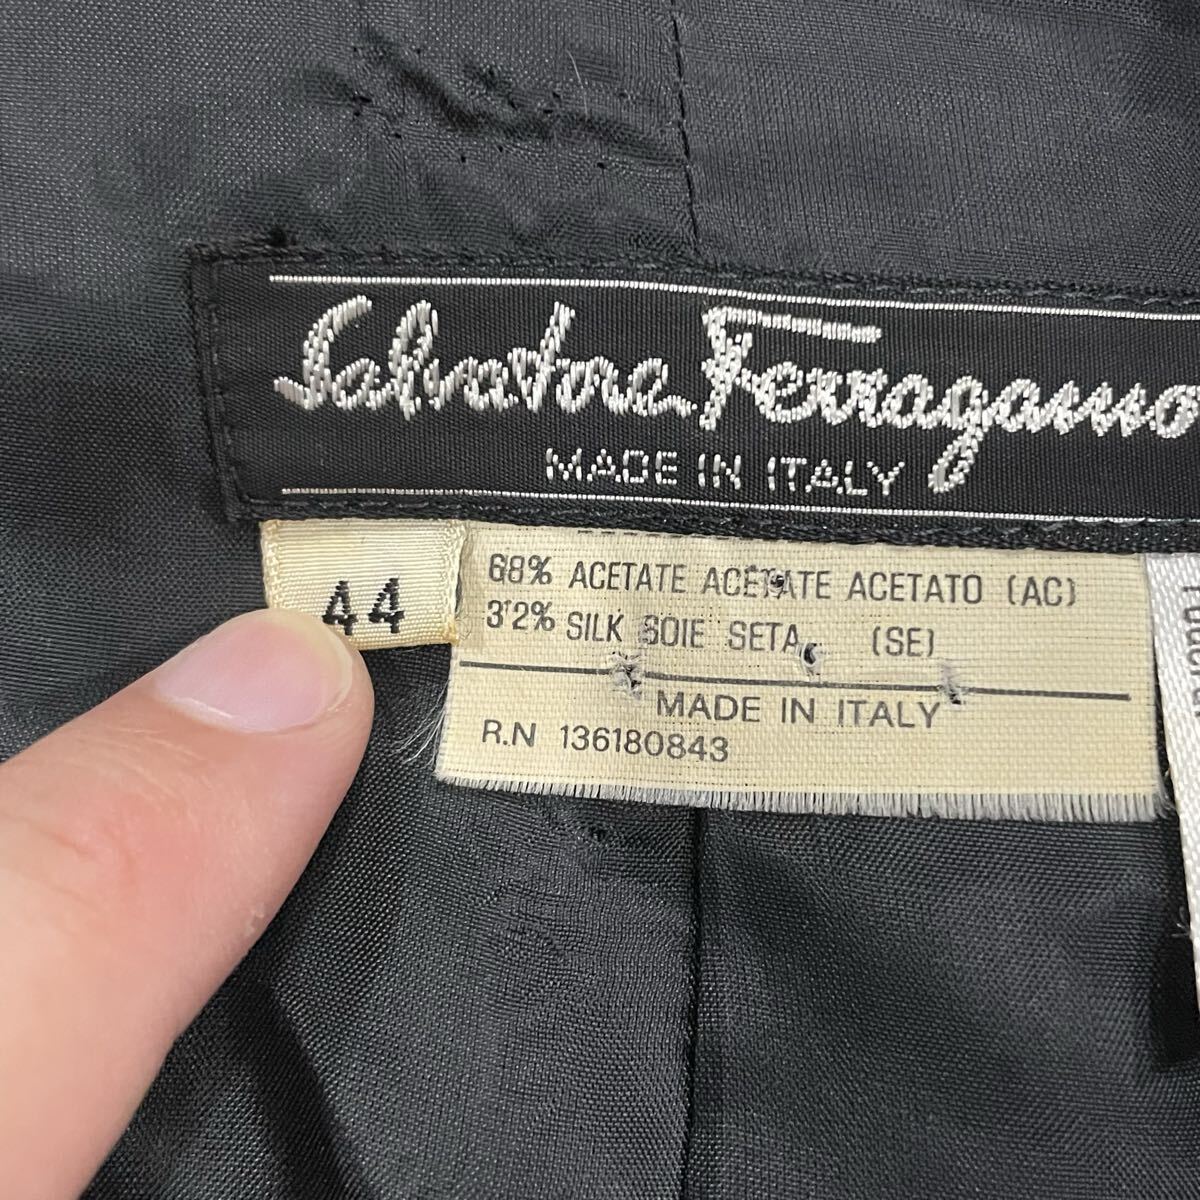 Salvatore Ferragamo
MADE IN ITALY
44
68% ACETATE ACETATE ACETATO (AC)
32% SILK SOIE SETA (SE)
MADE IN ITALY
R.N 136180843